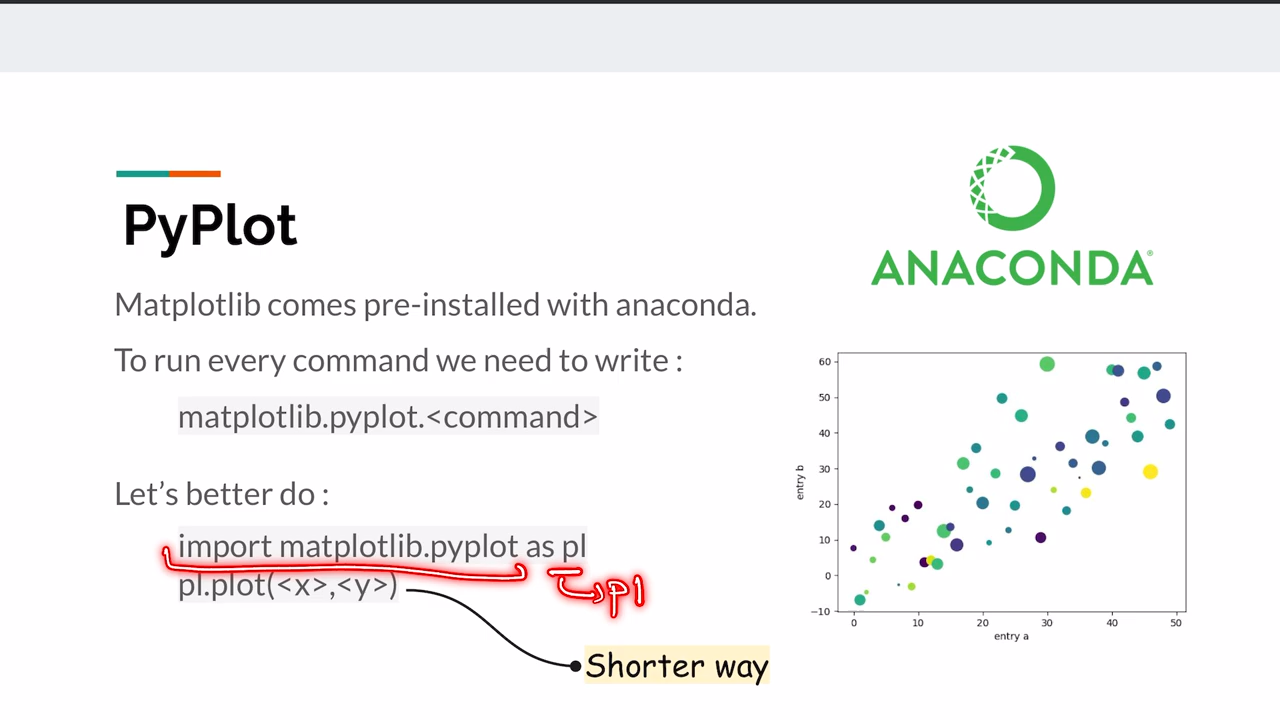 PyPlot
Matplotlib comes pre-installed with anaconda.
To run every command we need to write :
matplotlib.pyplot.<command>
Let's better do :
import matplotlib.pyplot as pl
pl.plot(<x>,<y>)
pl
Shorter way
ANACONDA®
60
50
40
30
20
10
0
−10
entry b
0 10 20 30 40 50
entry a